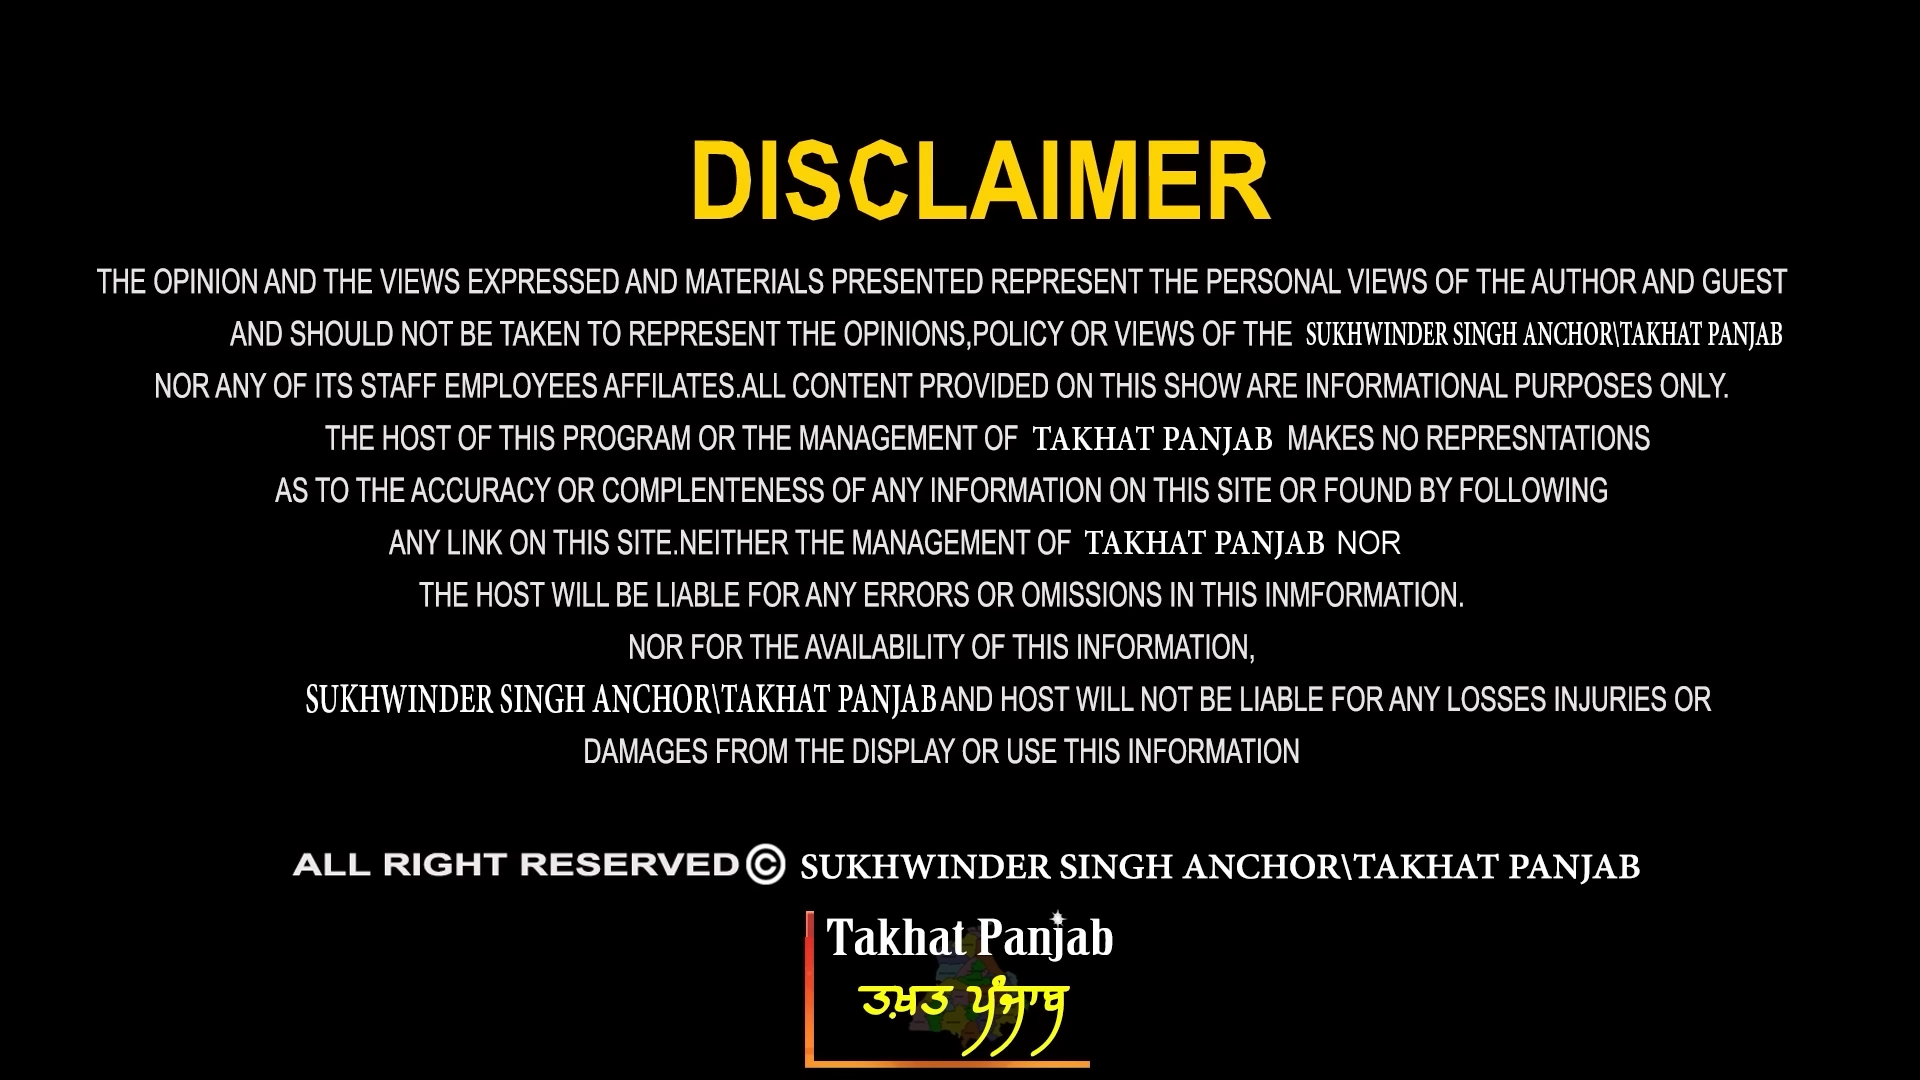 DISCLAIMER
THE OPINION AND THE VIEWS EXPRESSED AND MATERIALS PRESENTED REPRESENT THE PERSONAL VIEWS OF THE AUTHOR AND GUEST
AND SHOULD NOT BE TAKEN TO REPRESENT THE OPINIONS,POLICY OR VIEWS OF THE SUKHWINDER SINGH ANCHOR\TAKHAT PANJAB
NOR ANY OF ITS STAFF EMPLOYEES AFFILATES.ALL CONTENT PROVIDED ON THIS SHOW ARE INFORMATIONAL PURPOSES ONLY.
THE HOST OF THIS PROGRAM OR THE MANAGEMENT OF TAKHAT PANJAB MAKES NO REPRESNTATIONS
AS TO THE ACCURACY OR COMPLENTENESS OF ANY INFORMATION ON THIS SITE OR FOUND BY FOLLOWING
ANY LINK ON THIS SITE.NEITHER THE MANAGEMENT OF TAKHAT PANJAB NOR
THE HOST WILL BE LIABLE FOR ANY ERRORS OR OMISSIONS IN THIS INMFORMATION.
NOR FOR THE AVAILABILITY OF THIS INFORMATION,
SUKHWINDER SINGH ANCHOR\TAKHAT PANJAB AND HOST WILL NOT BE LIABLE FOR ANY LOSSES INJURIES OR
DAMAGES FROM THE DISPLAY OR USE THIS INFORMATION
ALL RIGHT RESERVED © SUKHWINDER SINGH ANCHOR\TAKHAT PANJAB
Takhat Panjab
ਤਖ਼ਤ ਪੰਜਾਬ